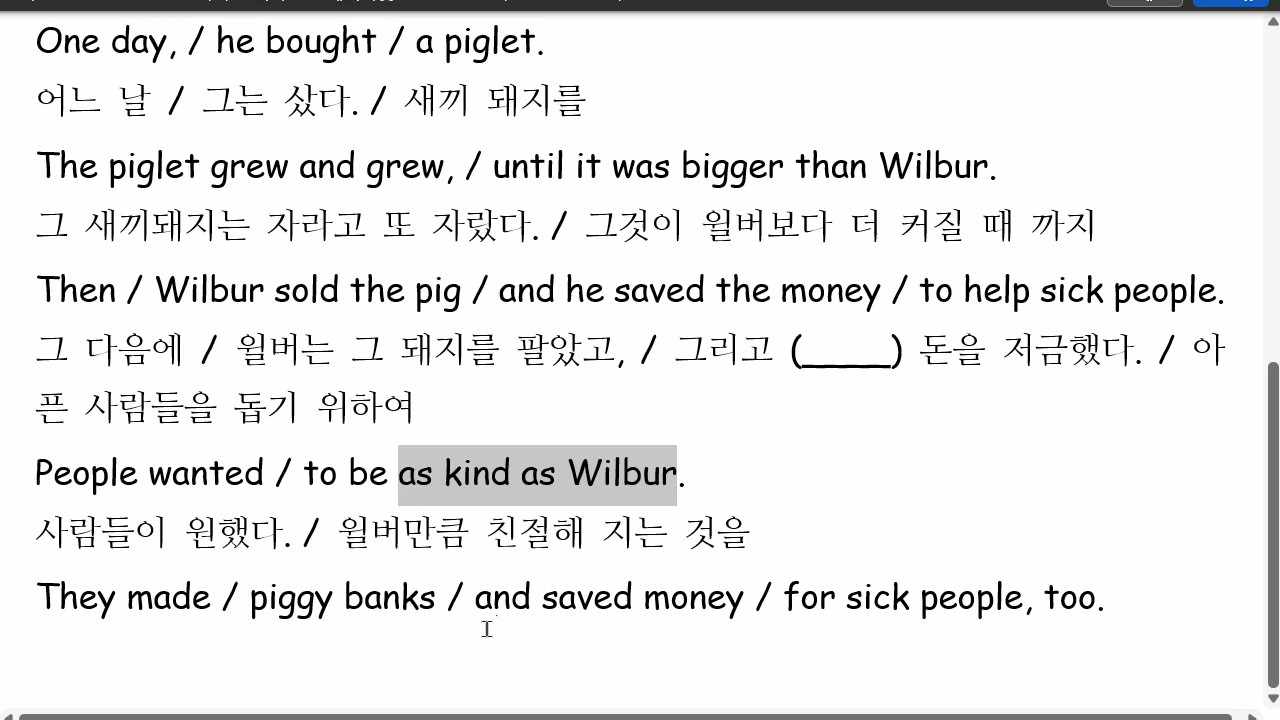 One day, / he bought / a piglet.
어느 날 / 그는 샀다. / 새끼 돼지를
The piglet grew and grew, / until it was bigger than Wilbur.
그 새끼돼지는 자라고 또 자랐다. / 그것이 윌버보다 더 커질 때 까지
Then / Wilbur sold the pig / and he saved the money / to help sick people.
그 다음에 / 윌버는 그 돼지를 팔았고, / 그리고 (_____) 돈을 저금했다. / 아
픈 사람들을 돕기 위하여
People wanted / to be as kind as Wilbur.
사람들이 원했다. / 윌버만큼 친절해 지는 것을
They made / piggy banks / and saved money / for sick people, too.